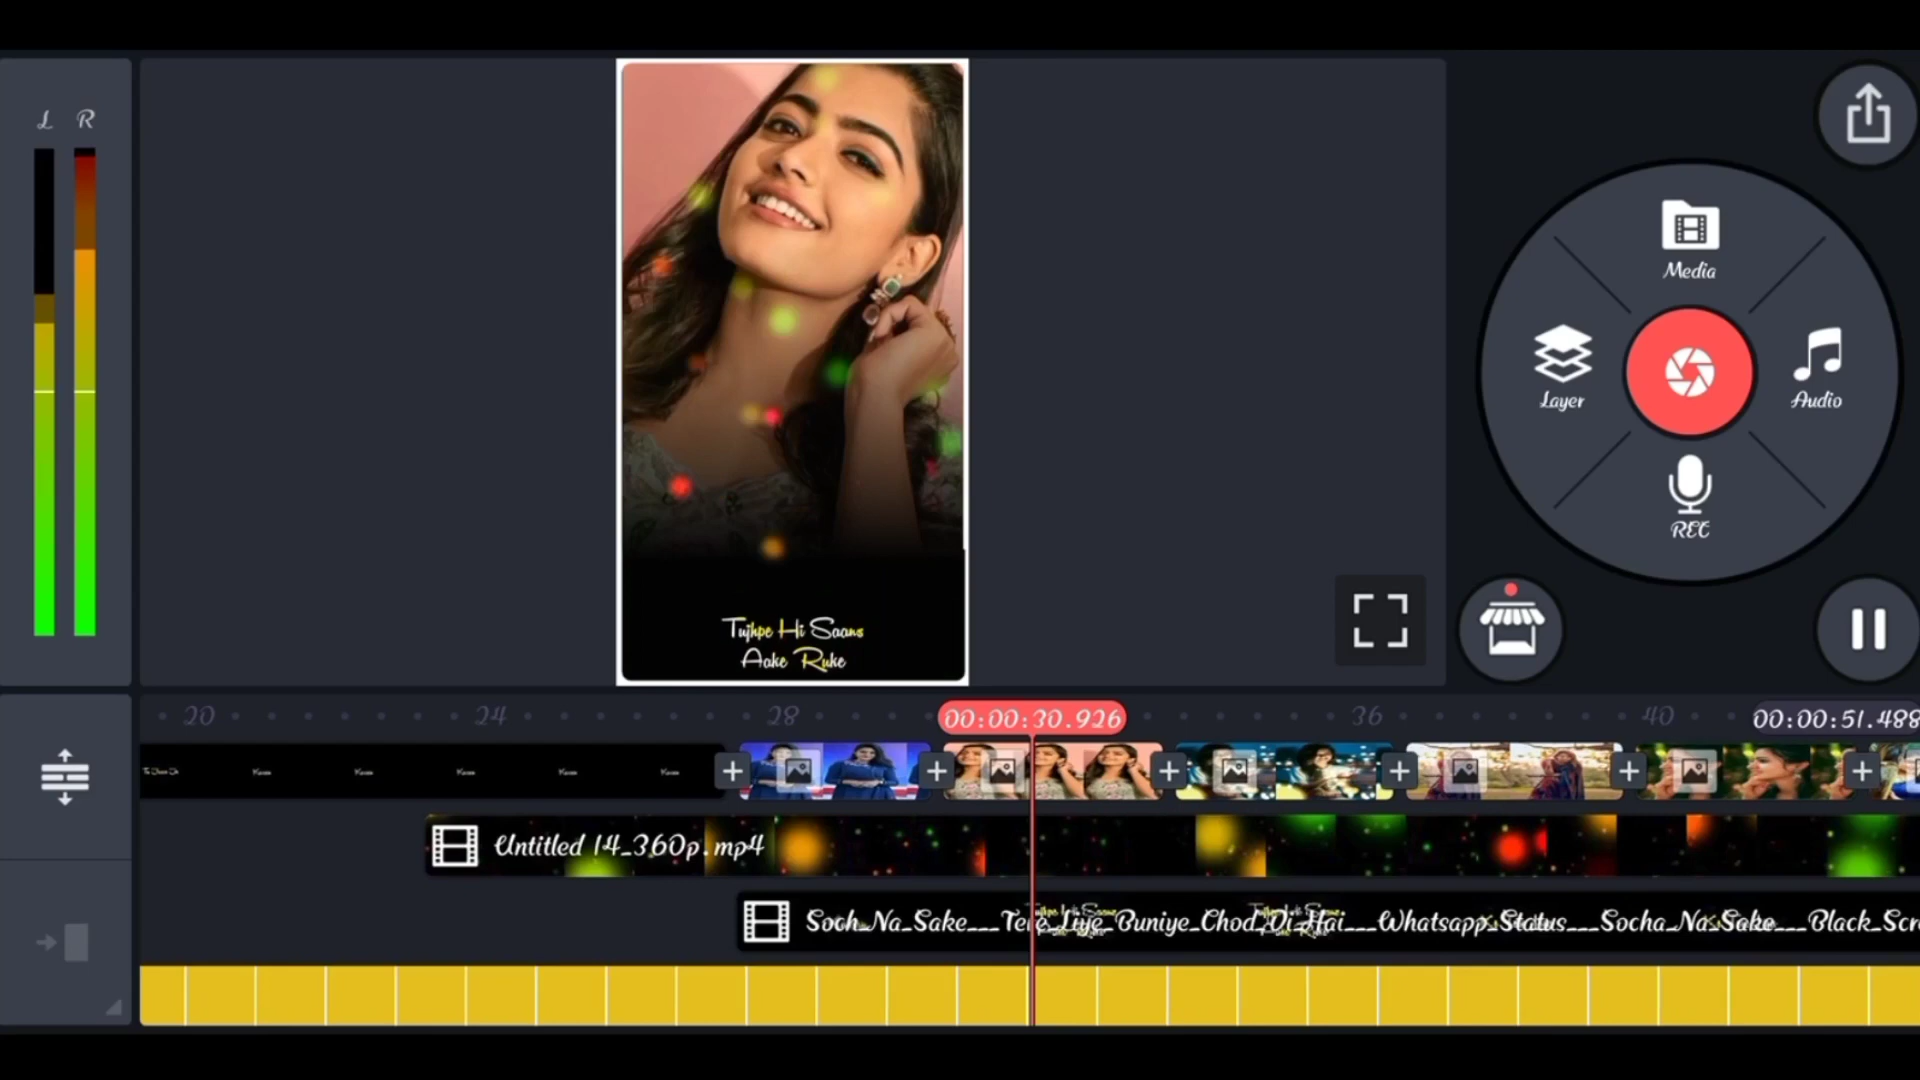 L R
Media
Layer
Audio
REC
Tujhpe Hi Saans
Aake Ruke
20 24 28 00:00:30.926 36 40 00:00:51.488
Untitled 14_360p.mp4
Soch_Na_Sake___Tere_Liye_Buniye_Chod_Di_Hai___Whatsapp_Status___Socha_Na_Sake___Black_Scr